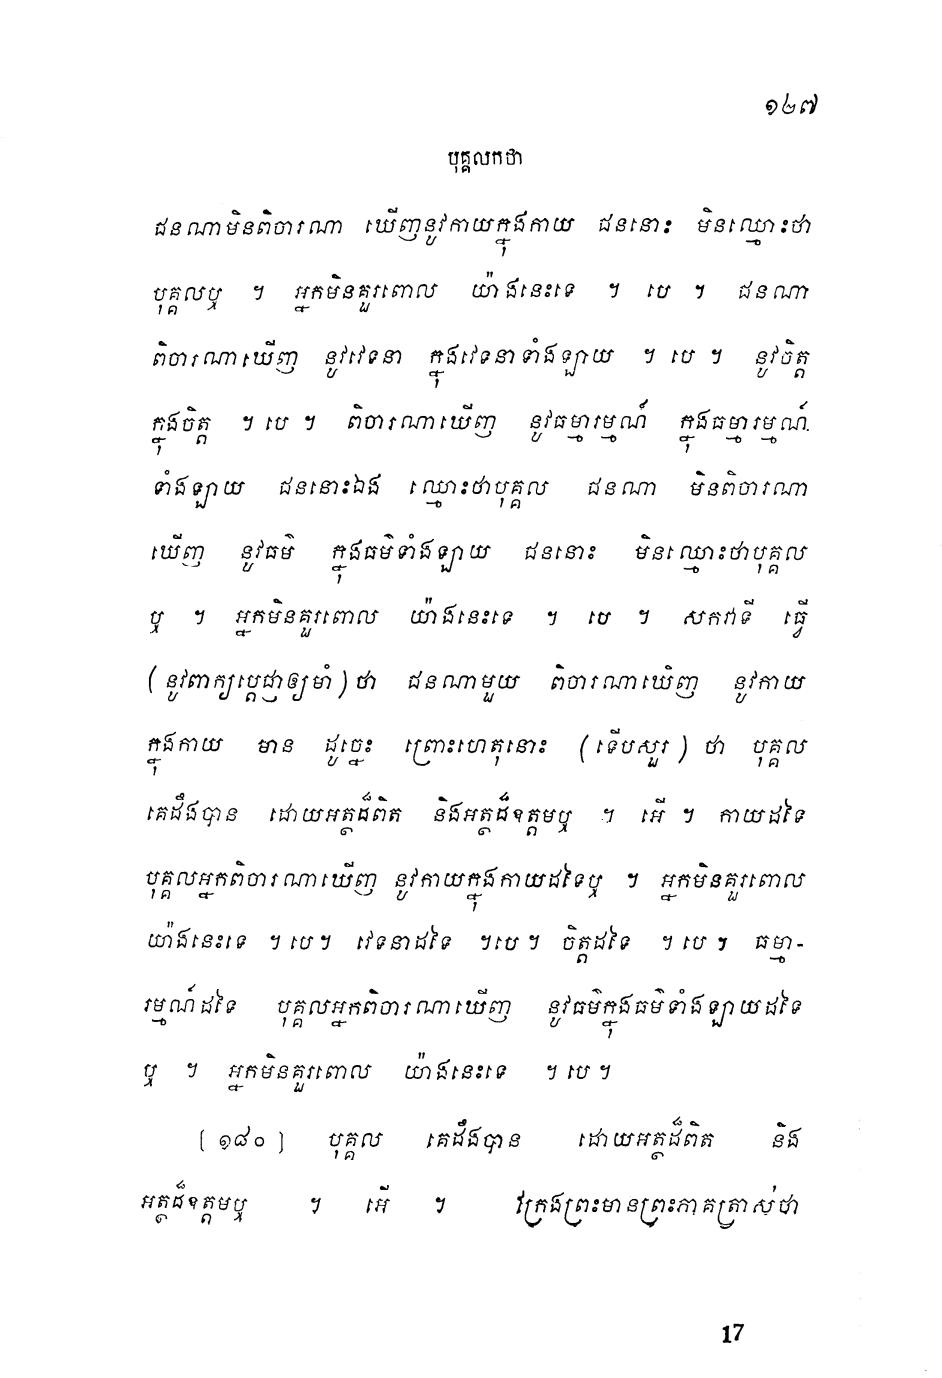 ១២៧
បុគ្គលកថា
ជនណាមិនពិចារណា ឃើញនូវកាយក្នុងកាយ ជននោះ មិនឈ្មោះថា
បុគ្គលឬ ។ អ្នកមិនគួរពោល យ៉ាងនេះទេ ។ បេ ។ ជនណា
ពិចារណាឃើញ នូវវេទនា ក្នុងវេទនាទាំងឡាយ ។ បេ ។ នូវចិត្ត
ក្នុងចិត្ត ។ បេ ។ ពិចារណាឃើញ នូវធម្មារម្មណ៍ ក្នុងធម្មារម្មណ៍
ទាំងឡាយ ជននោះឯង ឈ្មោះថាបុគ្គល ជនណា មិនពិចារណា
ឃើញ នូវធម៌ ក្នុងធម៌ទាំងឡាយ ជននោះ មិនឈ្មោះថាបុគ្គល
ឬ ។ អ្នកមិនគួរពោល យ៉ាងនេះទេ ។ បេ ។ សកវាទី ធ្វើ
(នូវពាក្យប្តេជ្ញាឲ្យមាំ) ថា ជនណាមួយ ពិចារណាឃើញ នូវកាយ
ក្នុងកាយ មាន ដូច្នេះ ព្រោះហេតុនោះ (ទើបសួរ) ថា បុគ្គល
គេដឹងបាន ដោយអត្ថដ៏ពិត និងអត្ថដ៏ឧត្តមឬ ។ អើ ។ កាយដទៃ
បុគ្គលអ្នកពិចារណាឃើញ នូវកាយក្នុងកាយដទៃឬ ។ អ្នកមិនគួរពោល
យ៉ាងនេះទេ ។ បេ ។ វេទនាដទៃ ។ បេ ។ ចិត្តដទៃ ។ បេ ។ ធម្មា-
រម្មណ៍ដទៃ បុគ្គលអ្នកពិចារណាឃើញ នូវធម៌ក្នុងធម៌ទាំងឡាយដទៃ
ឬ ។ អ្នកមិនគួរពោល យ៉ាងនេះទេ ។ បេ ។
[១៨០] បុគ្គល គេដឹងបាន ដោយអត្ថដ៏ពិត និង
អត្ថដ៏ឧត្តមឬ ។ អើ ។ វែក្រងព្រះមានព្រះភាគត្រាស់ថា
17